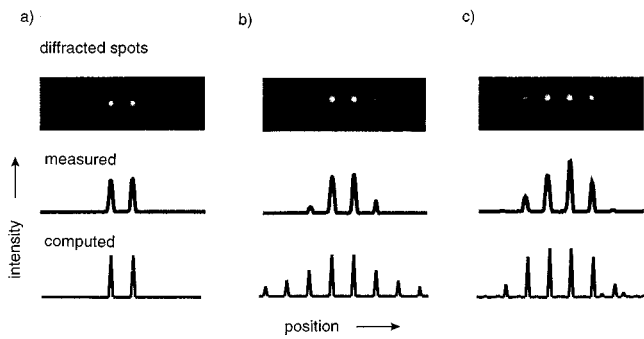 a)
b)
c)
diffracted spots
measured
computed
intensity
position